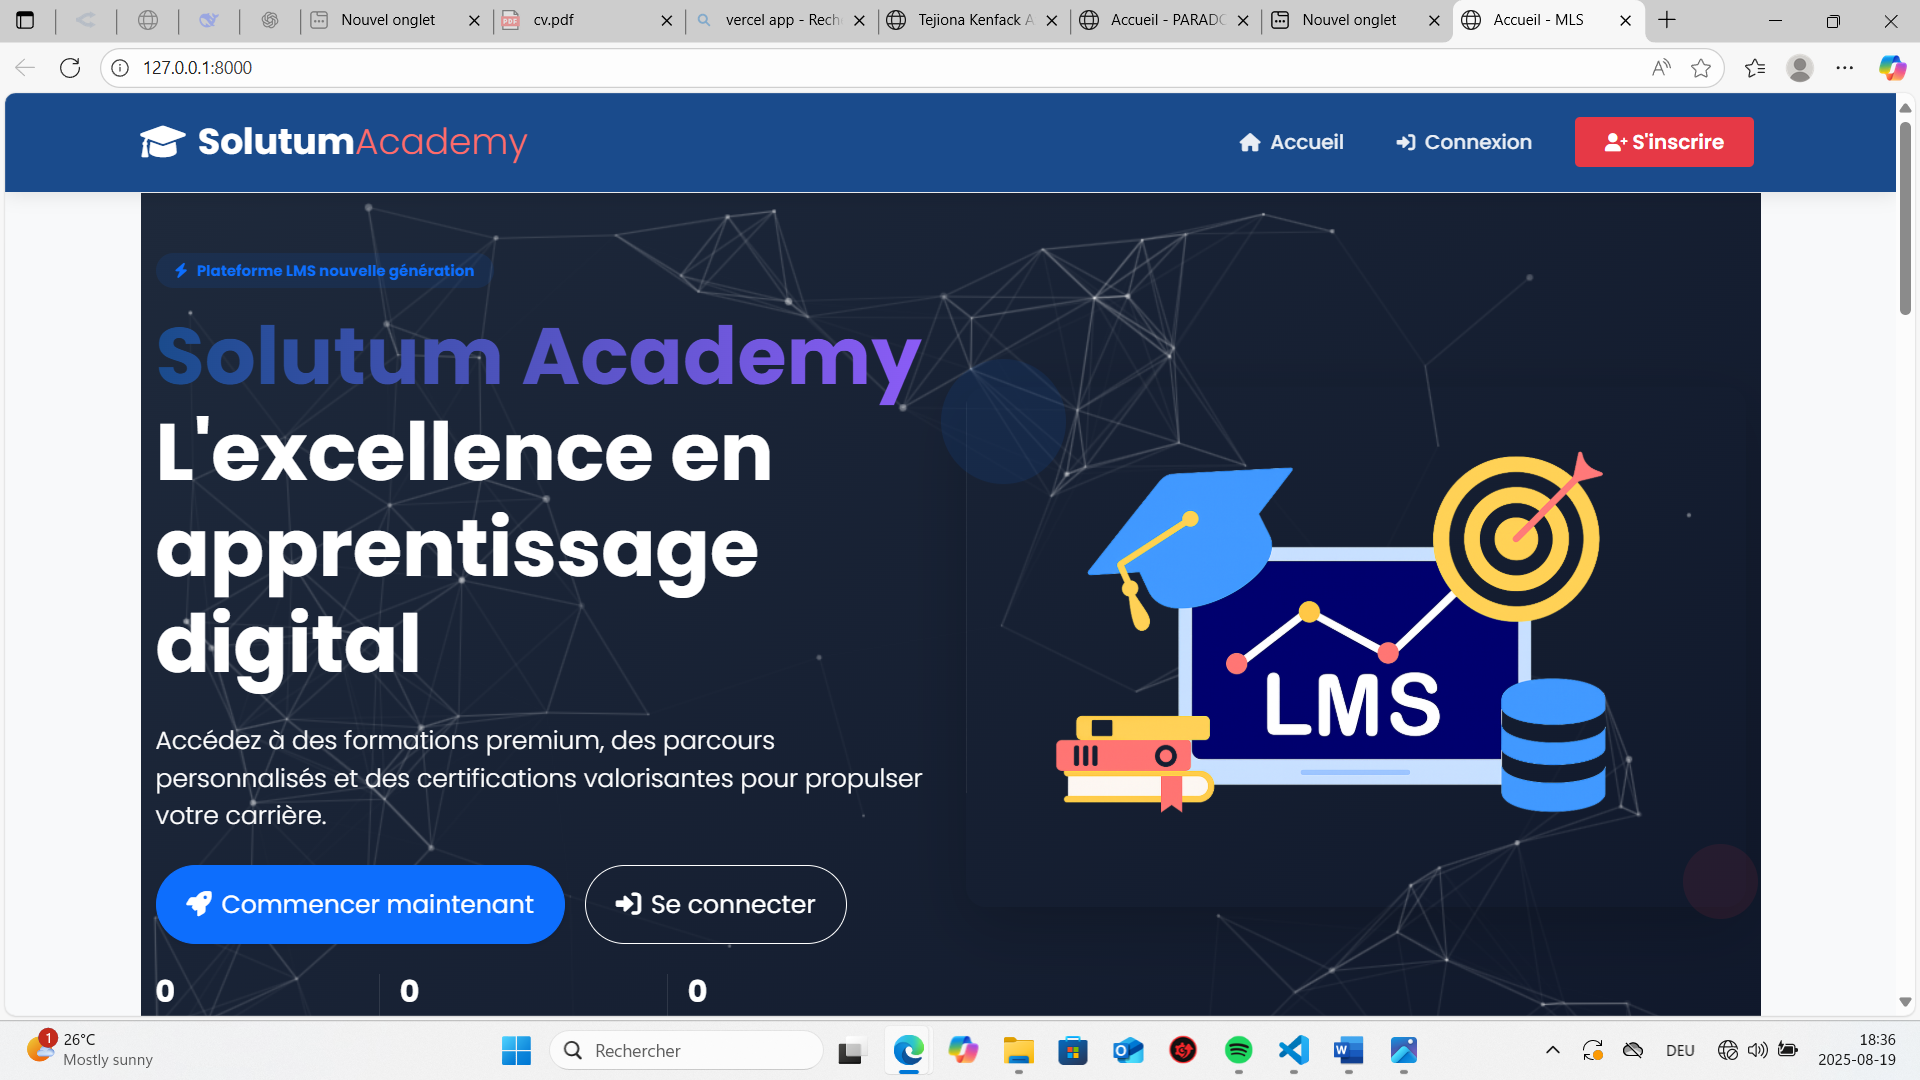 Nouvel onglet
cv.pdf
vercel app - Rech
Tejiona Kenfack A
Accueil - PARADO
Nouvel onglet
Accueil - MLS
127.0.0.1:8000
SolutumAcademy
Accueil
Connexion
S'inscrire
Plateforme LMS nouvelle génération
Solutum Academy
L'excellence en
apprentissage
digital
LMS
Accédez à des formations premium, des parcours
personnalisés et des certifications valorisantes pour propulser
votre carrière.
Commencer maintenant
Se connecter
0
0
0
1
26°C
Mostly sunny
Rechercher
DEU
18:36
2025-08-19